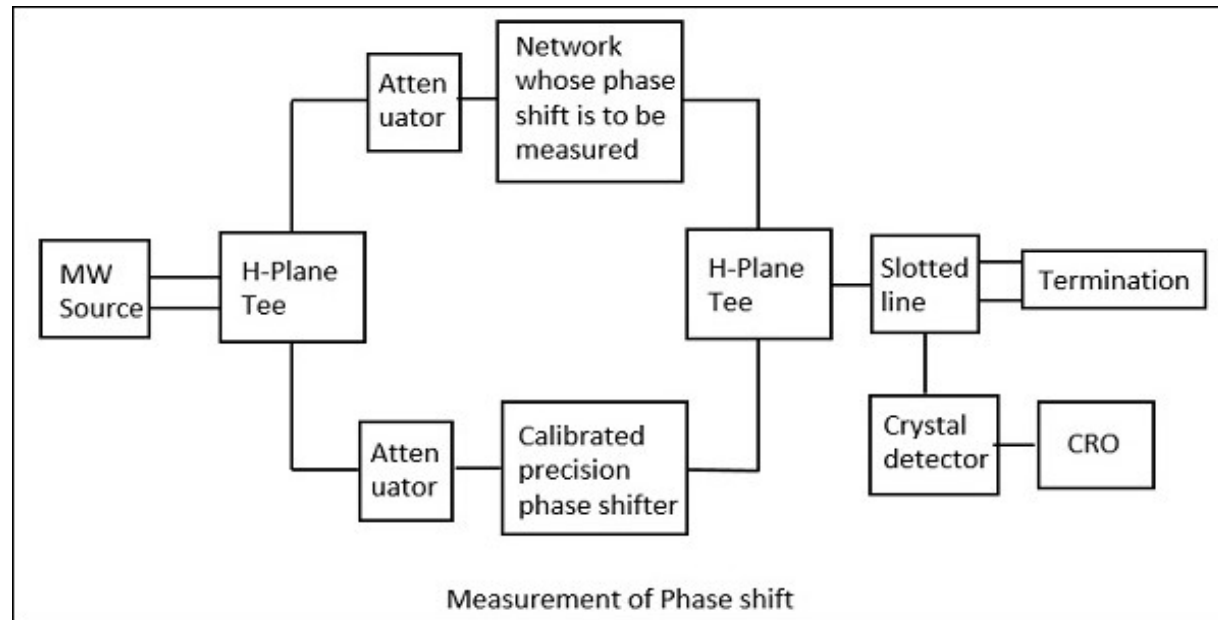 Network
whose phase
shift is to be
measured
Atten
uator
MW
Source
H-Plane
Tee
H-Plane
Tee
Slotted
line
Termination
Atten
uator
Calibrated
precision
phase shifter
Crystal
detector
CRO
Measurement of Phase shift